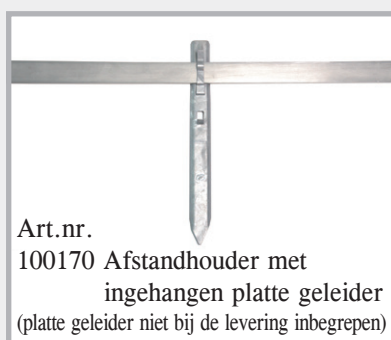 Art.nr.
100170 Afstandhouder met
ingehangen platte geleider
(platte geleider niet bij de levering inbegrepen)